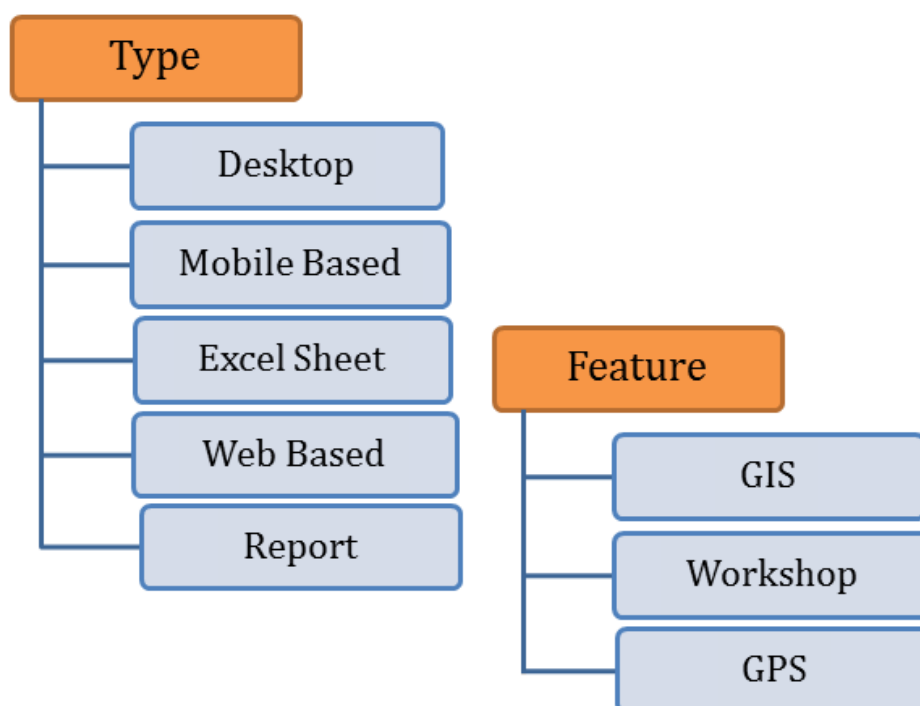 Type
Desktop
Mobile Based
Excel Sheet
Web Based
Report
Feature
GIS
Workshop
GPS